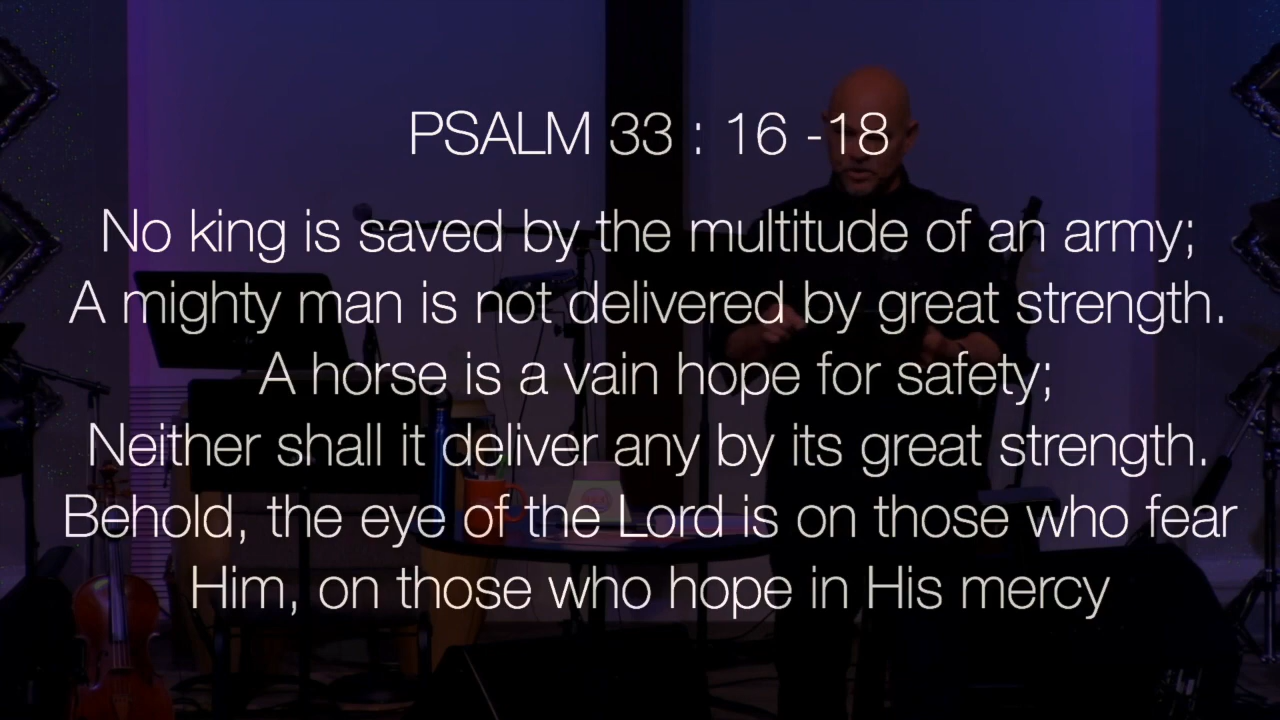 PSALM 33 : 16 -18
No king is saved by the multitude of an army;
A mighty man is not delivered by great strength.
A horse is a vain hope for safety;
Neither shall it deliver any by its great strength.
Behold, the eye of the Lord is on those who fear
Him, on those who hope in His mercy